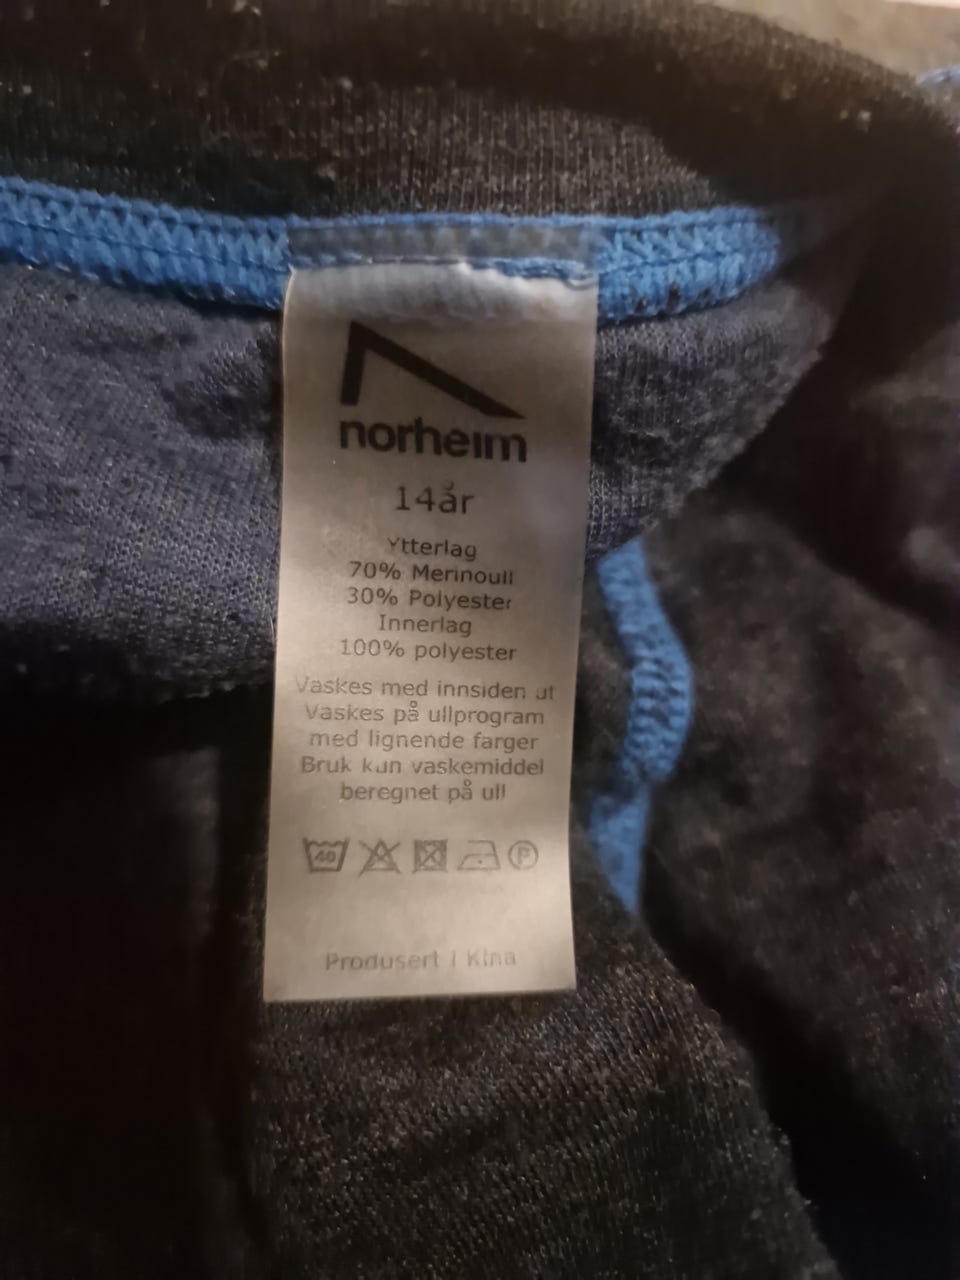 norheim
14år
Ytterlag
70% Merinoull
30% Polyester
Innerlag
100% polyester
Vaskes med innsiden ut
Vaskes på ullprogram
med lignende farger
Bruk kun vaskemiddel
beregnet på ull
40 P
Produsert i Kina